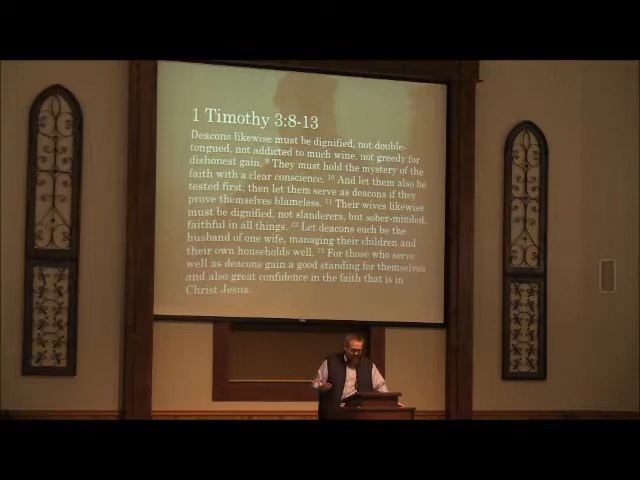 1 Timothy 3:8-13
Deacons likewise must be dignified, not double-
tongued, not addicted to much wine, not greedy for
dishonest gain. 9 They must hold the mystery of the
faith with a clear conscience. 10 And let them also be
tested first; then let them serve as deacons if they
prove themselves blameless. 11 Their wives likewise
must be dignified, not slanderers, but sober-minded,
faithful in all things. 12 Let deacons each be the
husband of one wife, managing their children and
their own households well. 13 For those who serve
well as deacons gain a good standing for themselves
and also great confidence in the faith that is in
Christ Jesus.